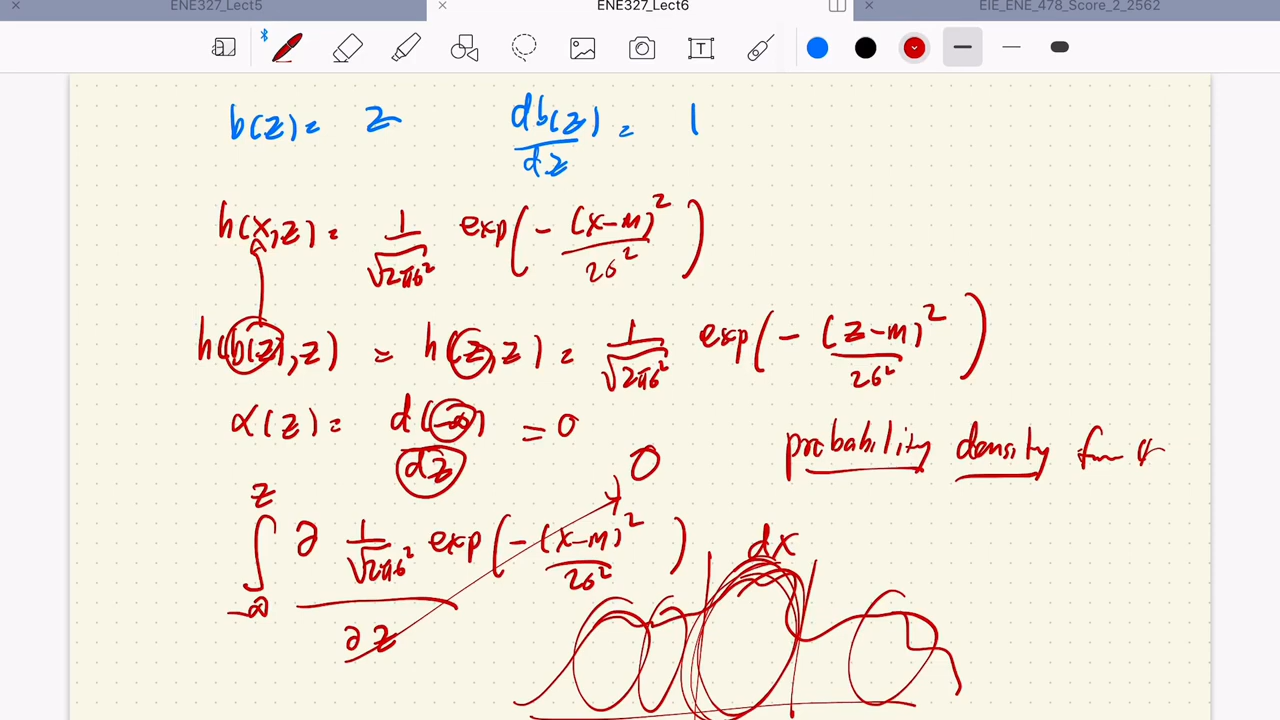 ENE327_Lect5 ENE327_Lect6 EIE_ENE_478_Score_2_2562
T
b(z) = z db(z)/dz = 1
h(x,z) = 1/√2πσ² exp(-(x-m)²/2σ²)
h(b(z),z) = h(z,z) = 1/√2πσ² exp(-(z-m)²/2σ²)
α(z) = d(-∞)/dz = 0
probability density
0
∫_{-∞}^{z} ∂ 1/√2πσ² exp(-(x-m)²/2σ²) / ∂z dx